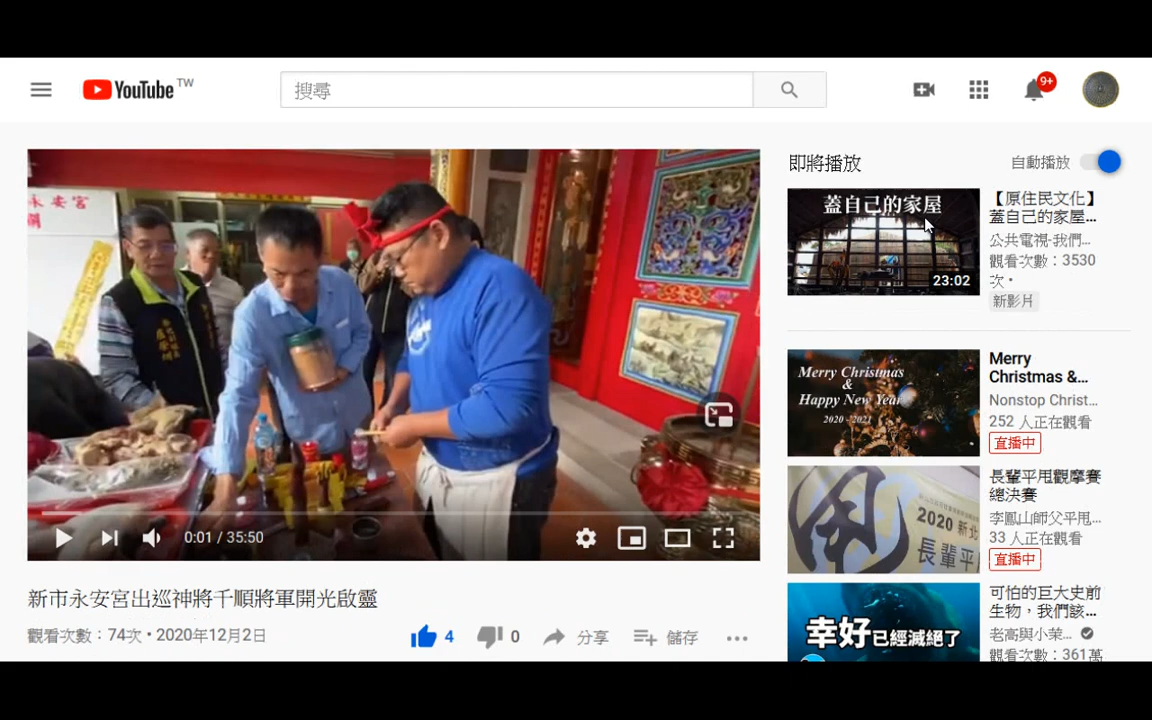 YouTube TW
搜尋
9+
永安宮
即將播放
自動播放
蓋自己的家屋
23:02
【原住民文化】
蓋自己的家屋...
公共電視-我們...
觀看次數：3530
次 •
新影片
Merry Christmas
&
Happy New Year
2020 - 2021
Merry
Christmas &...
Nonstop Christ...
252 人正在觀看
直播中
甩
2020 新北
長輩平
長輩平甩觀摩賽
總決賽
李鳳山師父平甩...
33 人正在觀看
直播中
幸好已經滅絕了
可怕的巨大史前
生物，我們該...
老高與小茉...
觀看次數：361萬
0:01 / 35:50
新市永安宮出巡神將千順將軍開光啟靈
觀看次數：74次 • 2020年12月2日
4
0
分享
儲存